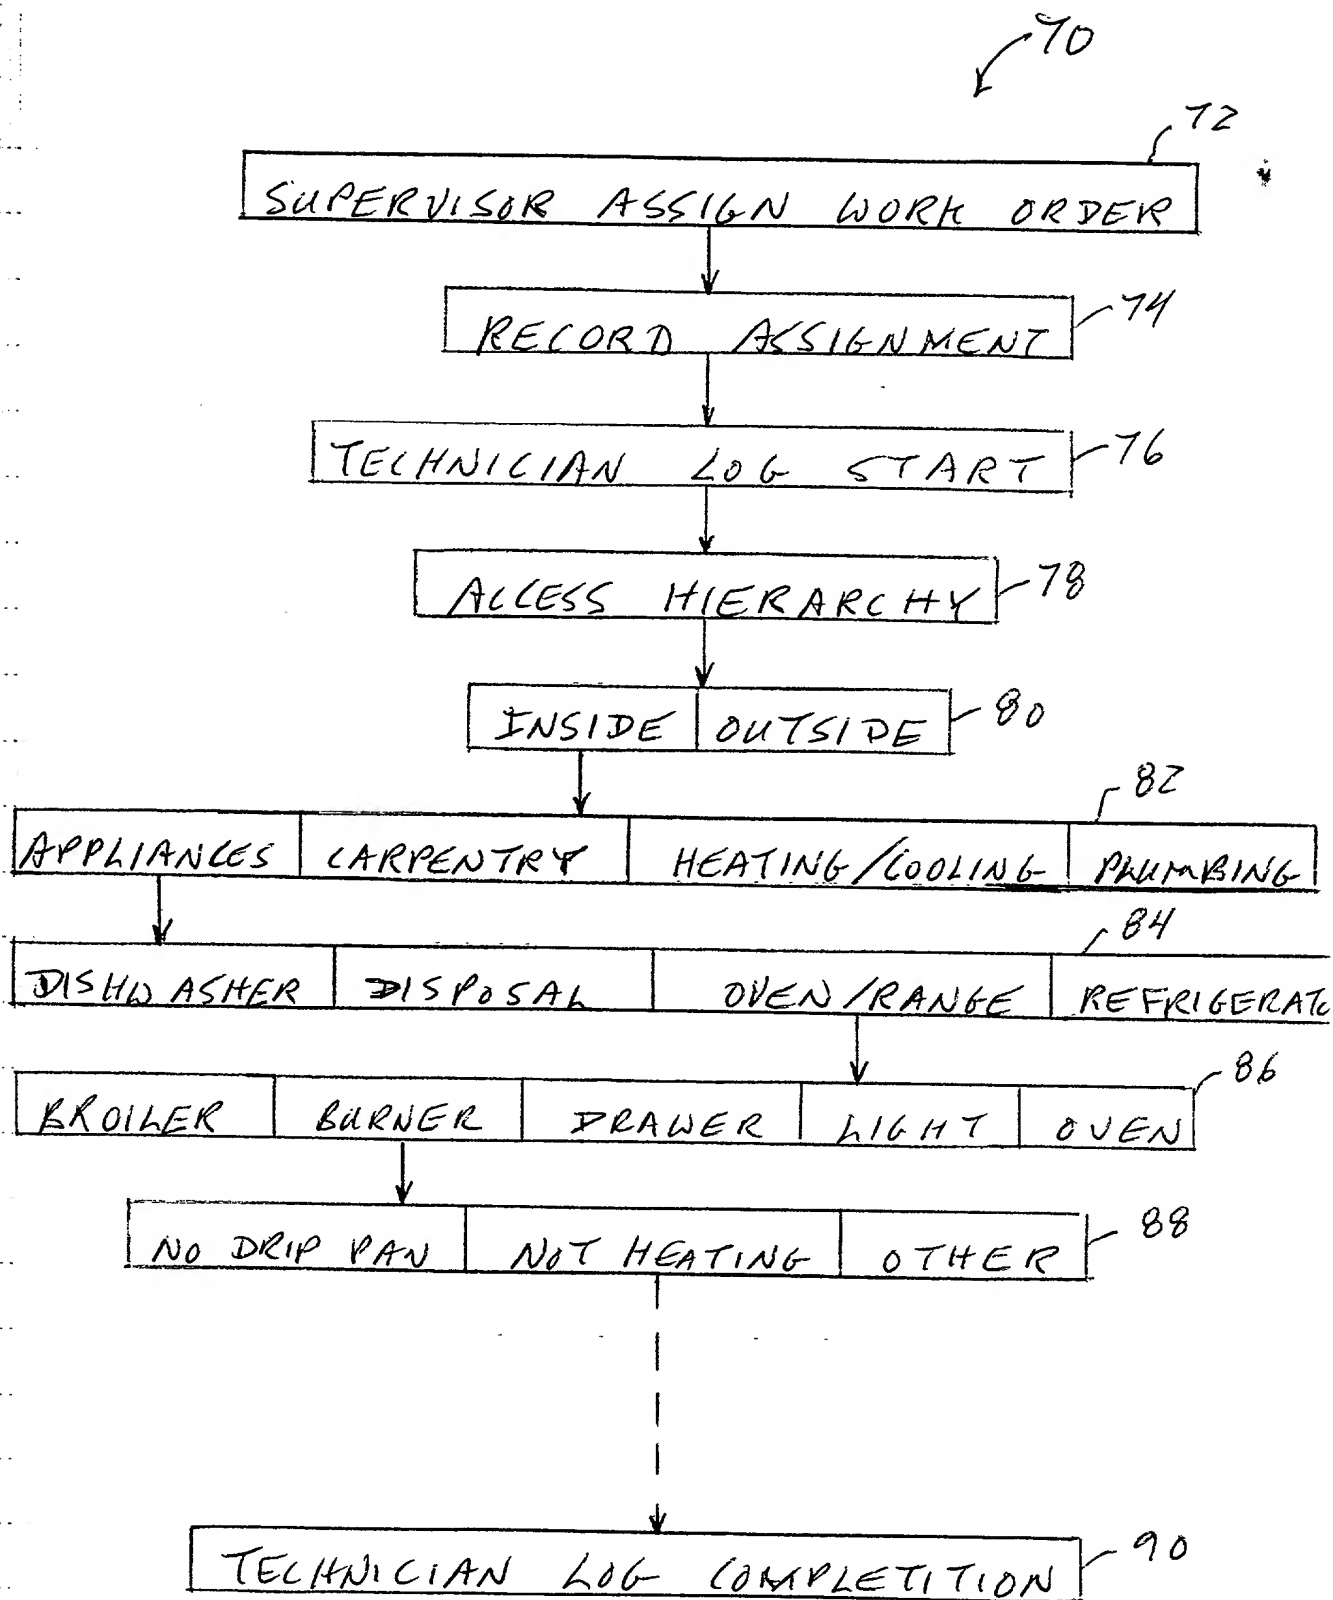 70
72
SUPERVISOR ASSIGN WORK ORDER
RECORD ASSIGNMENT 74
TECHNICIAN LOG START 76
ACCESS HIERARCHY 78
INSIDE OUTSIDE 80
82
APPLIANCES CARPENTRY HEATING/COOLING PLUMBING
84
DISHWASHER DISPOSAL OVEN/RANGE REFRIGERATO
86
BROILER BURNER DRAWER LIGHT OVEN
NO DRIP PAN NOT HEATING OTHER 88
TECHNICIAN LOG COMPLETITION 90